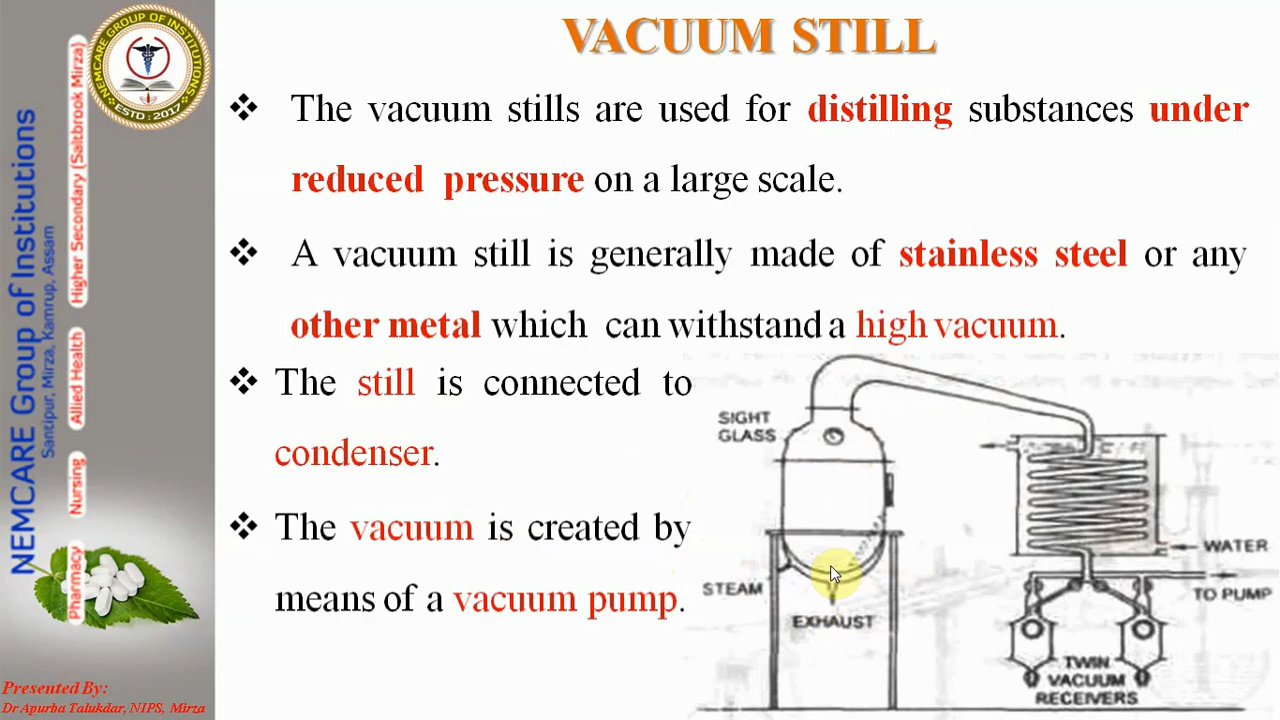 VACUUM STILL
❖ The vacuum stills are used for distilling substances under
reduced pressure on a large scale.
❖ A vacuum still is generally made of stainless steel or any
other metal which can withstand a high vacuum.
❖ The still is connected to
condenser.
❖ The vacuum is created by
means of a vacuum pump.
SIGHT
GLASS
STEAM
EXHAUST
WATER
TO PUMP
TWIN
VACUUM
RECEIVERS
NEMCARE GROUP OF INSTITUTIONS
ESTD : 2017
NEMCARE Group of Institutions
Santipur, Mirza, Kamrup, Assam
Pharmacy Nursing Allied Health Higher Secondary (Saltbrook Mirza)
Presented By:
Dr Apurba Talukdar, NIPS, Mirza